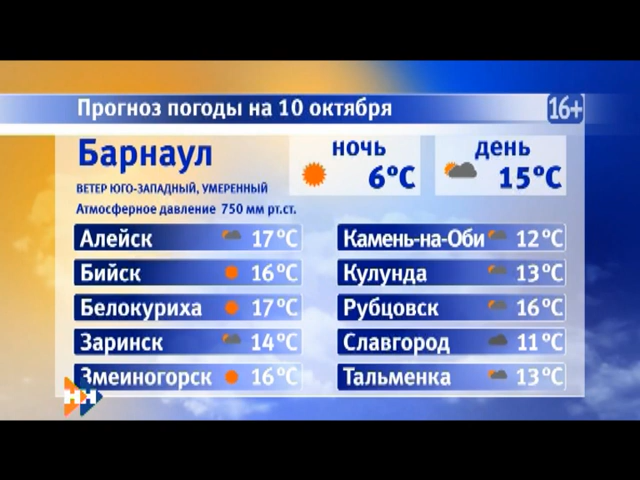 Прогноз погоды на 10 октября
16+
Барнаул
ВЕТЕР ЮГО-ЗАПАДНЫЙ, УМЕРЕННЫЙ
Атмосферное давление 750 мм рт.ст.
ночь
6°C
день
15°C
Алейск 17°C
Бийск 16°C
Белокуриха 17°C
Заринск 14°C
Змеиногорск 16°C
Камень-на-Оби 12°C
Кулунда 13°C
Рубцовск 16°C
Славгород 11°C
Тальменка 13°C
НН